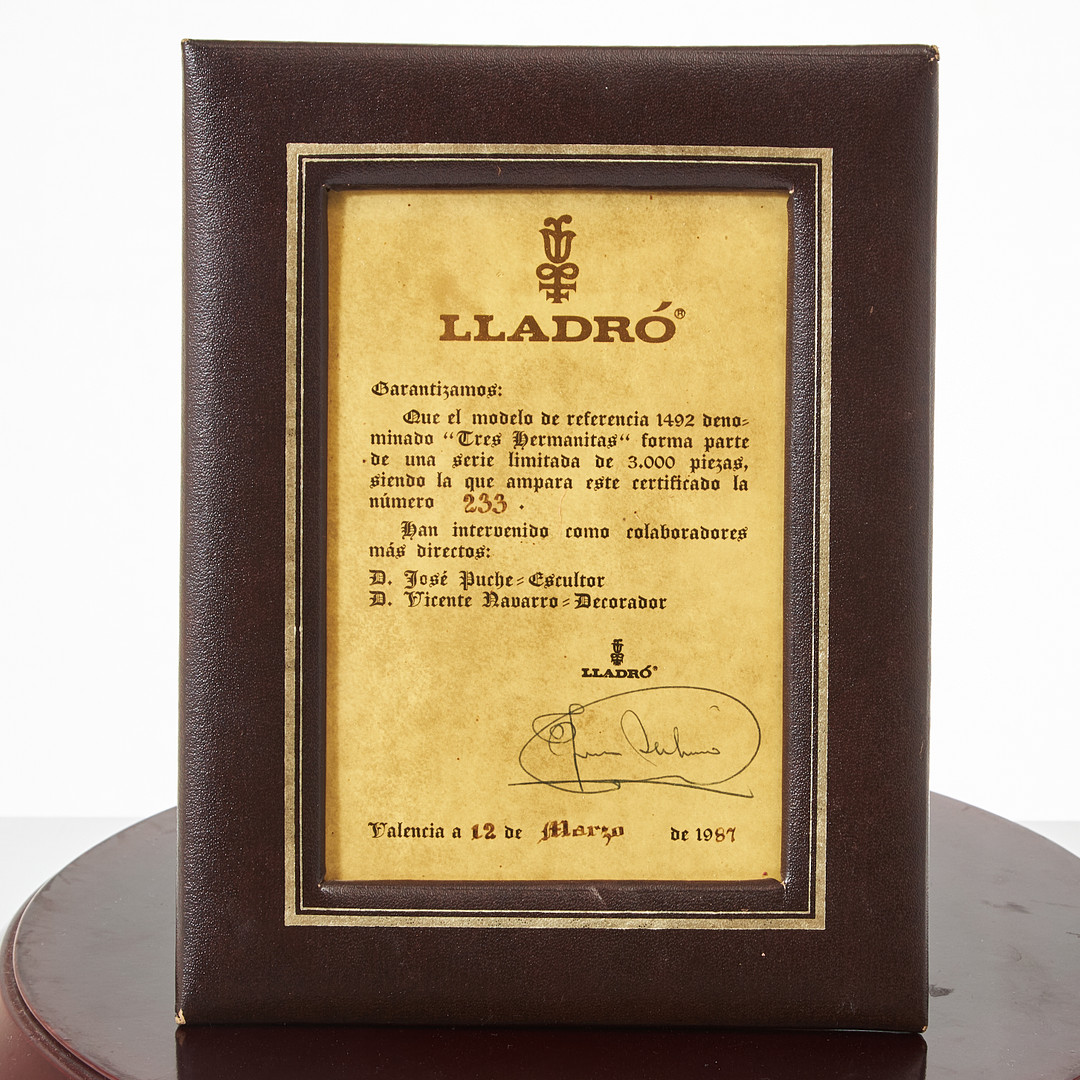 LLADRÓ®
Garantizamos:
Que el modelo de referencia 1492 deno-
minado "Tres Hermanitas" forma parte
de una serie limitada de 3.000 piezas,
siendo la que ampara este certificado la
número 233.
Han intervenido como colaboradores
más directos:
D. José Puche-Escultor
D. Vicente Navarro-Decorador
LLADRÓ®
Valencia a 12 de Marzo de 1987